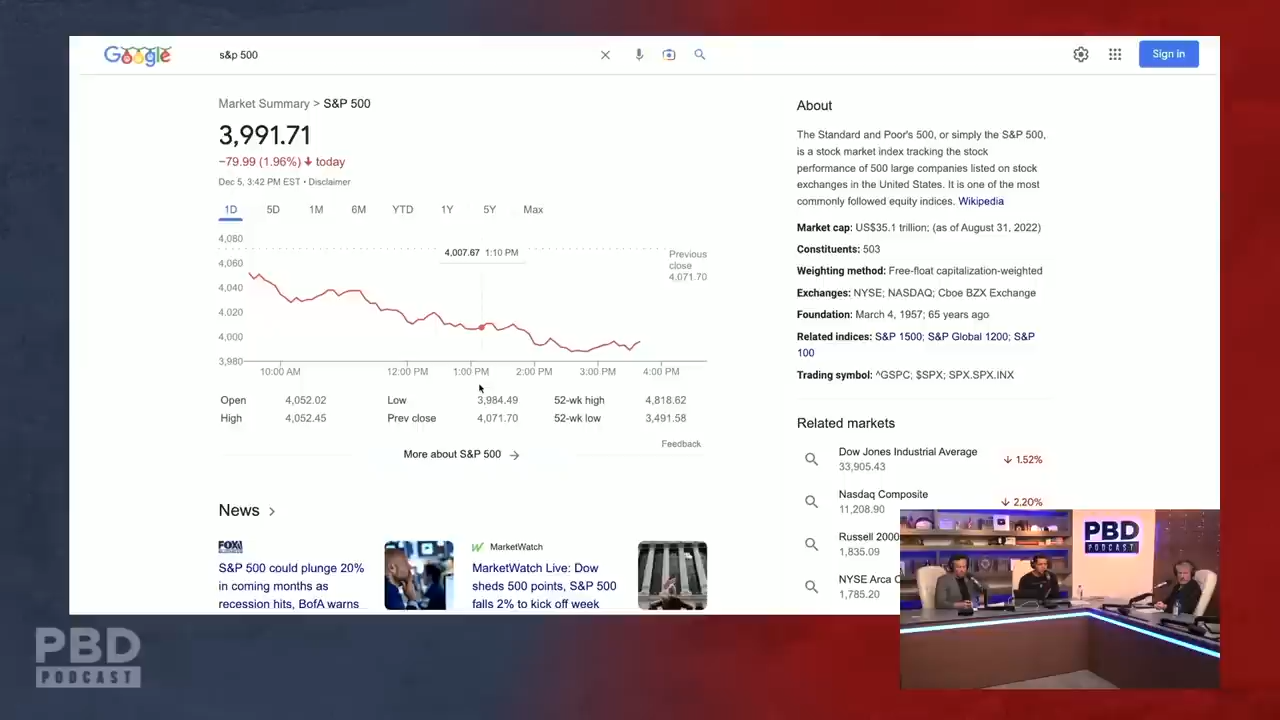 Google
s&p 500
Sign in
Market Summary > S&P 500
3,991.71
−79.99 (1.96%) ↓ today
Dec 5, 3:42 PM EST • Disclaimer
1D 5D 1M 6M YTD 1Y 5Y Max
4,080
4,060
4,040
4,020
4,000
3,980
4,007.67 1:10 PM
Previous
close
4,071.70
10:00 AM 12:00 PM 1:00 PM 2:00 PM 3:00 PM 4:00 PM
Open 4,052.02 Low 3,984.49 52-wk high 4,818.62
High 4,052.45 Prev close 4,071.70 52-wk low 3,491.58
Feedback
More about S&P 500 →
News >
FOX
S&P 500 could plunge 20%
in coming months as
recession hits, BofA warns
MarketWatch
MarketWatch Live: Dow
sheds 500 points, S&P 500
falls 2% to kick off week
About
The Standard and Poor's 500, or simply the S&P 500,
is a stock market index tracking the stock
performance of 500 large companies listed on stock
exchanges in the United States. It is one of the most
commonly followed equity indices. Wikipedia
Market cap: US$35.1 trillion; (as of August 31, 2022)
Constituents: 503
Weighting method: Free-float capitalization-weighted
Exchanges: NYSE; NASDAQ; Cboe BZX Exchange
Foundation: March 4, 1957; 65 years ago
Related indices: S&P 1500; S&P Global 1200; S&P
100
Trading symbol: ^GSPC; $SPX; SPX.SPX.INX
Related markets
Dow Jones Industrial Average
33,905.43
↓ 1.52%
Nasdaq Composite
11,208.90
↓ 2.20%
Russell 2000
1,835.09
NYSE Arca
1,785.20
PBD
PODCAST
PBD
PODCAST